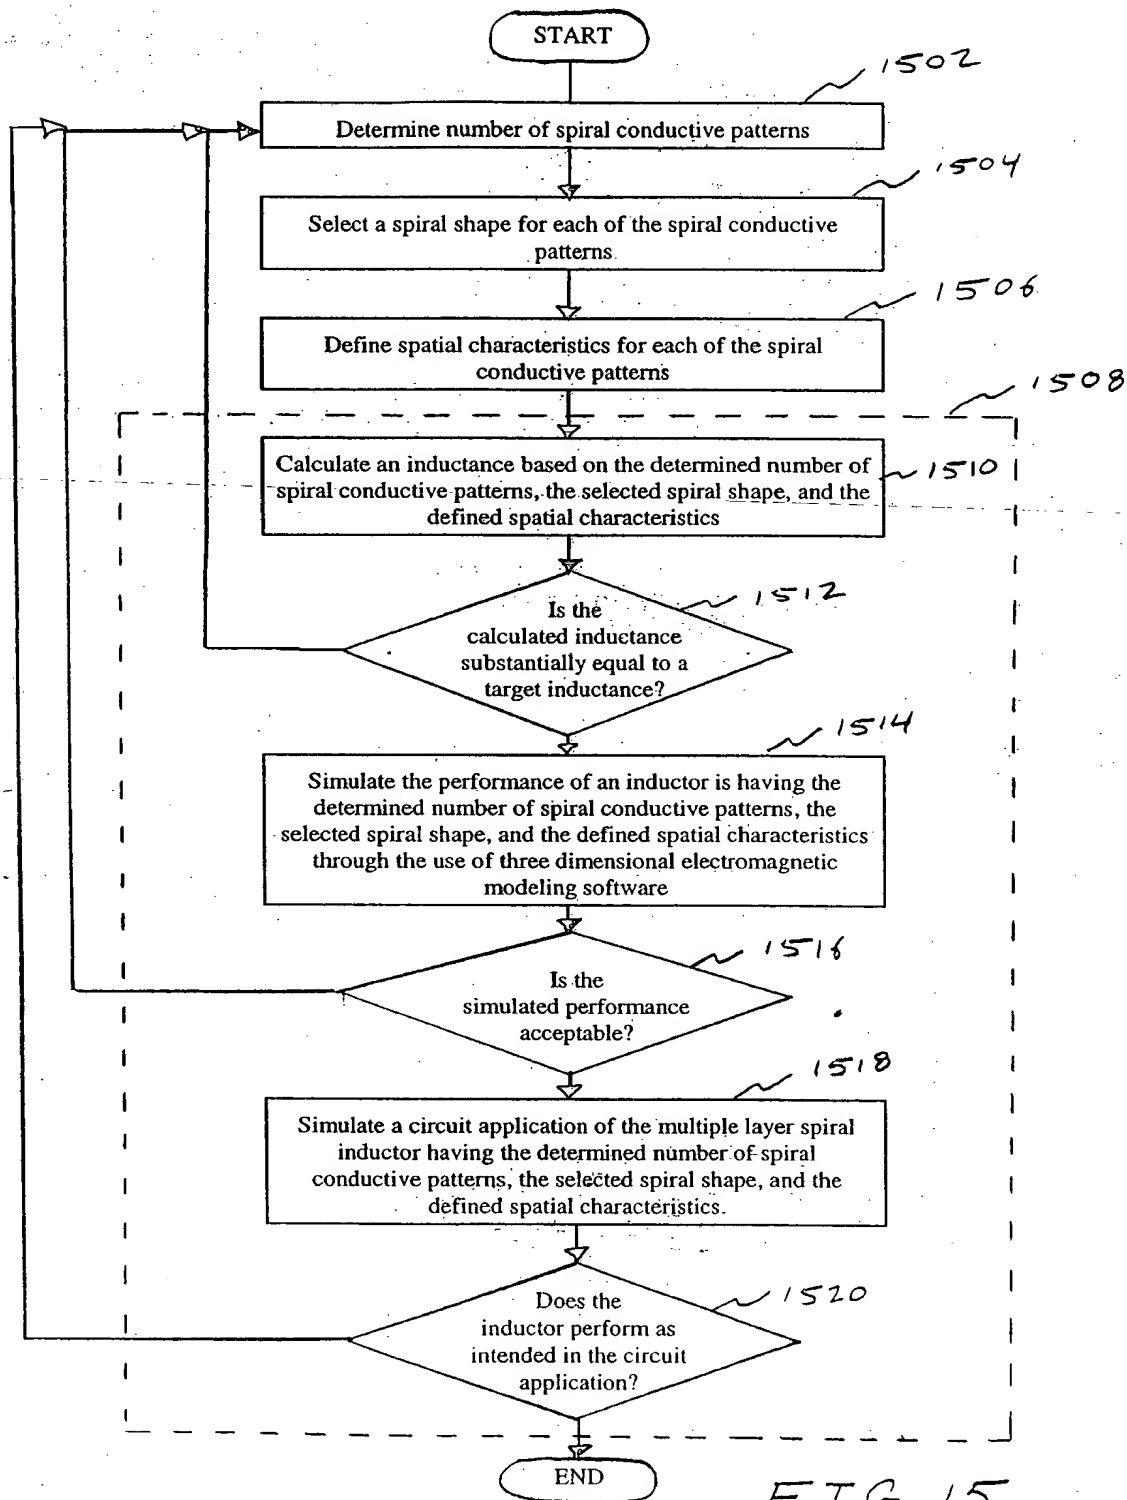 START
1502
Determine number of spiral conductive patterns
1504
Select a spiral shape for each of the spiral conductive
patterns
1506
Define spatial characteristics for each of the spiral
conductive patterns
1508
Calculate an inductance based on the determined number of
spiral conductive patterns, the selected spiral shape, and the
defined spatial characteristics
1510
Is the
calculated inductance
substantially equal to a
target inductance?
1512
1514
Simulate the performance of an inductor is having the
determined number of spiral conductive patterns, the
selected spiral shape, and the defined spatial characteristics
through the use of three dimensional electromagnetic
modeling software
1516
Is the
simulated performance
acceptable?
1518
Simulate a circuit application of the multiple layer spiral
inductor having the determined number of spiral
conductive patterns, the selected spiral shape, and the
defined spatial characteristics.
1520
Does the
inductor perform as
intended in the circuit
application?
END
FIG 15